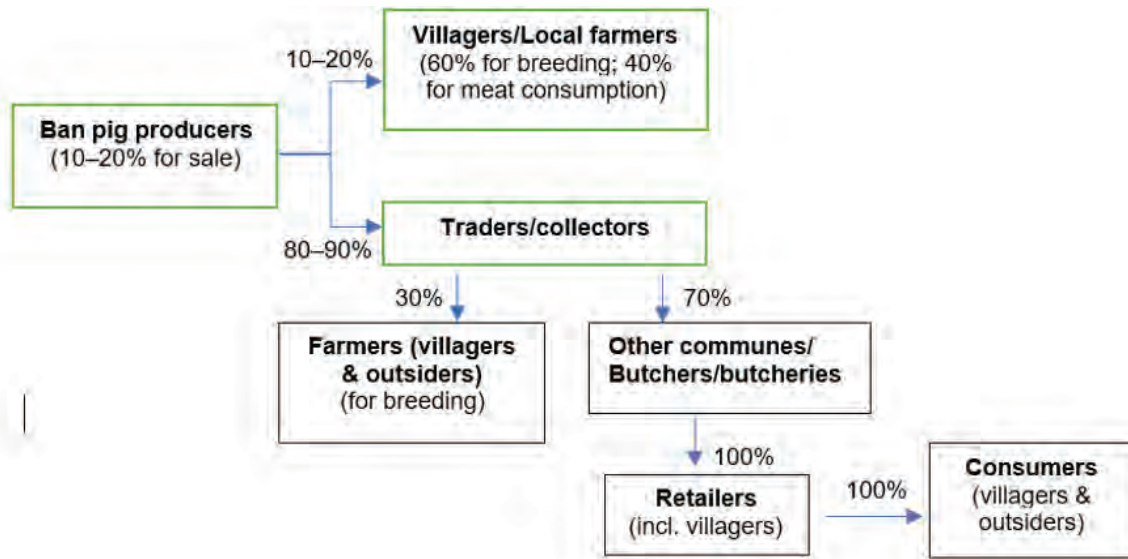 Villagers/Local farmers
10–20%
(60% for breeding; 40%
for meat consumption)
Ban pig producers
(10–20% for sale)
Traders/collectors
80–90%
30%
70%
Farmers (villagers
& outsiders)
(for breeding)
Other communes/
Butchers/butcheries
100%
Retailers
(incl. villagers)
100%
Consumers
(villagers &
outsiders)